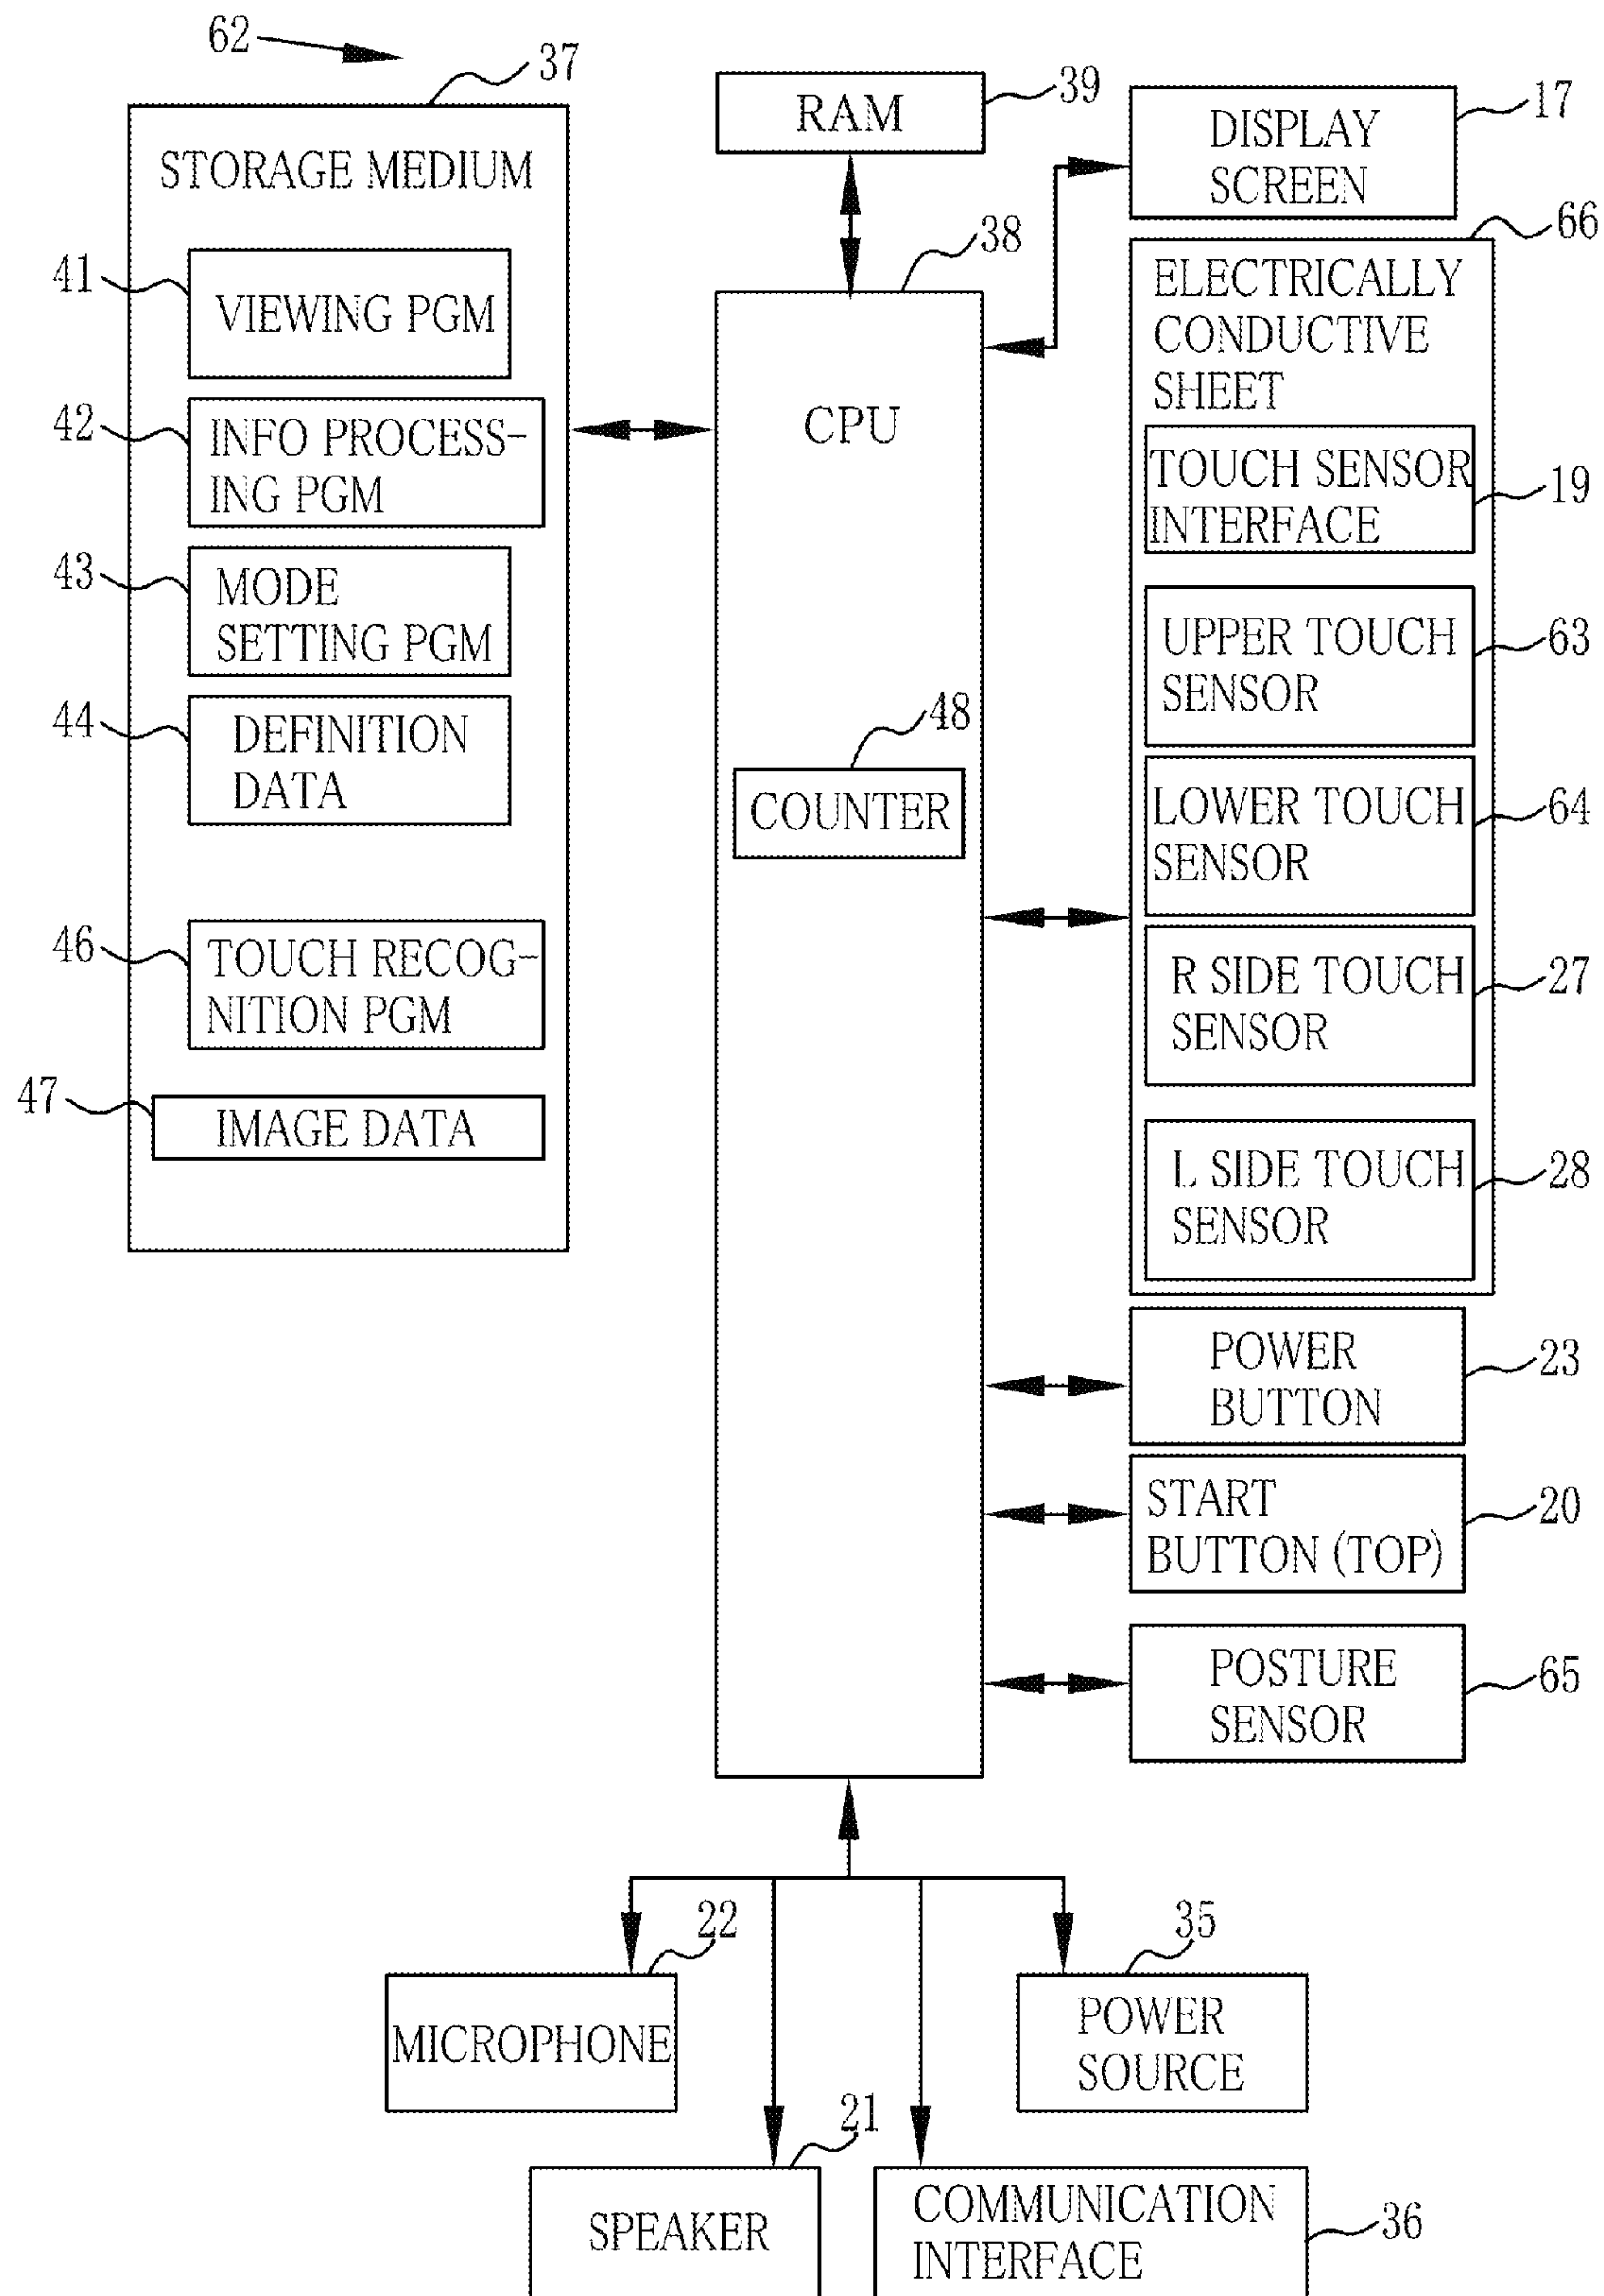 62
37
STORAGE MEDIUM
41
VIEWING PGM
42
INFO PROCESS-
ING PGM
43
MODE
SETTING PGM
44
DEFINITION
DATA
46
TOUCH RECOG-
NITION PGM
47
IMAGE DATA
RAM
39
38
CPU
48
COUNTER
17
DISPLAY
SCREEN
66
ELECTRICALLY
CONDUCTIVE
SHEET
TOUCH SENSOR
INTERFACE
19
UPPER TOUCH
SENSOR
63
LOWER TOUCH
SENSOR
64
R SIDE TOUCH
SENSOR
27
L SIDE TOUCH
SENSOR
28
POWER
BUTTON
23
START
BUTTON (TOP)
20
POSTURE
SENSOR
65
22
MICROPHONE
35
POWER
SOURCE
21
SPEAKER
COMMUNICATION
INTERFACE
36